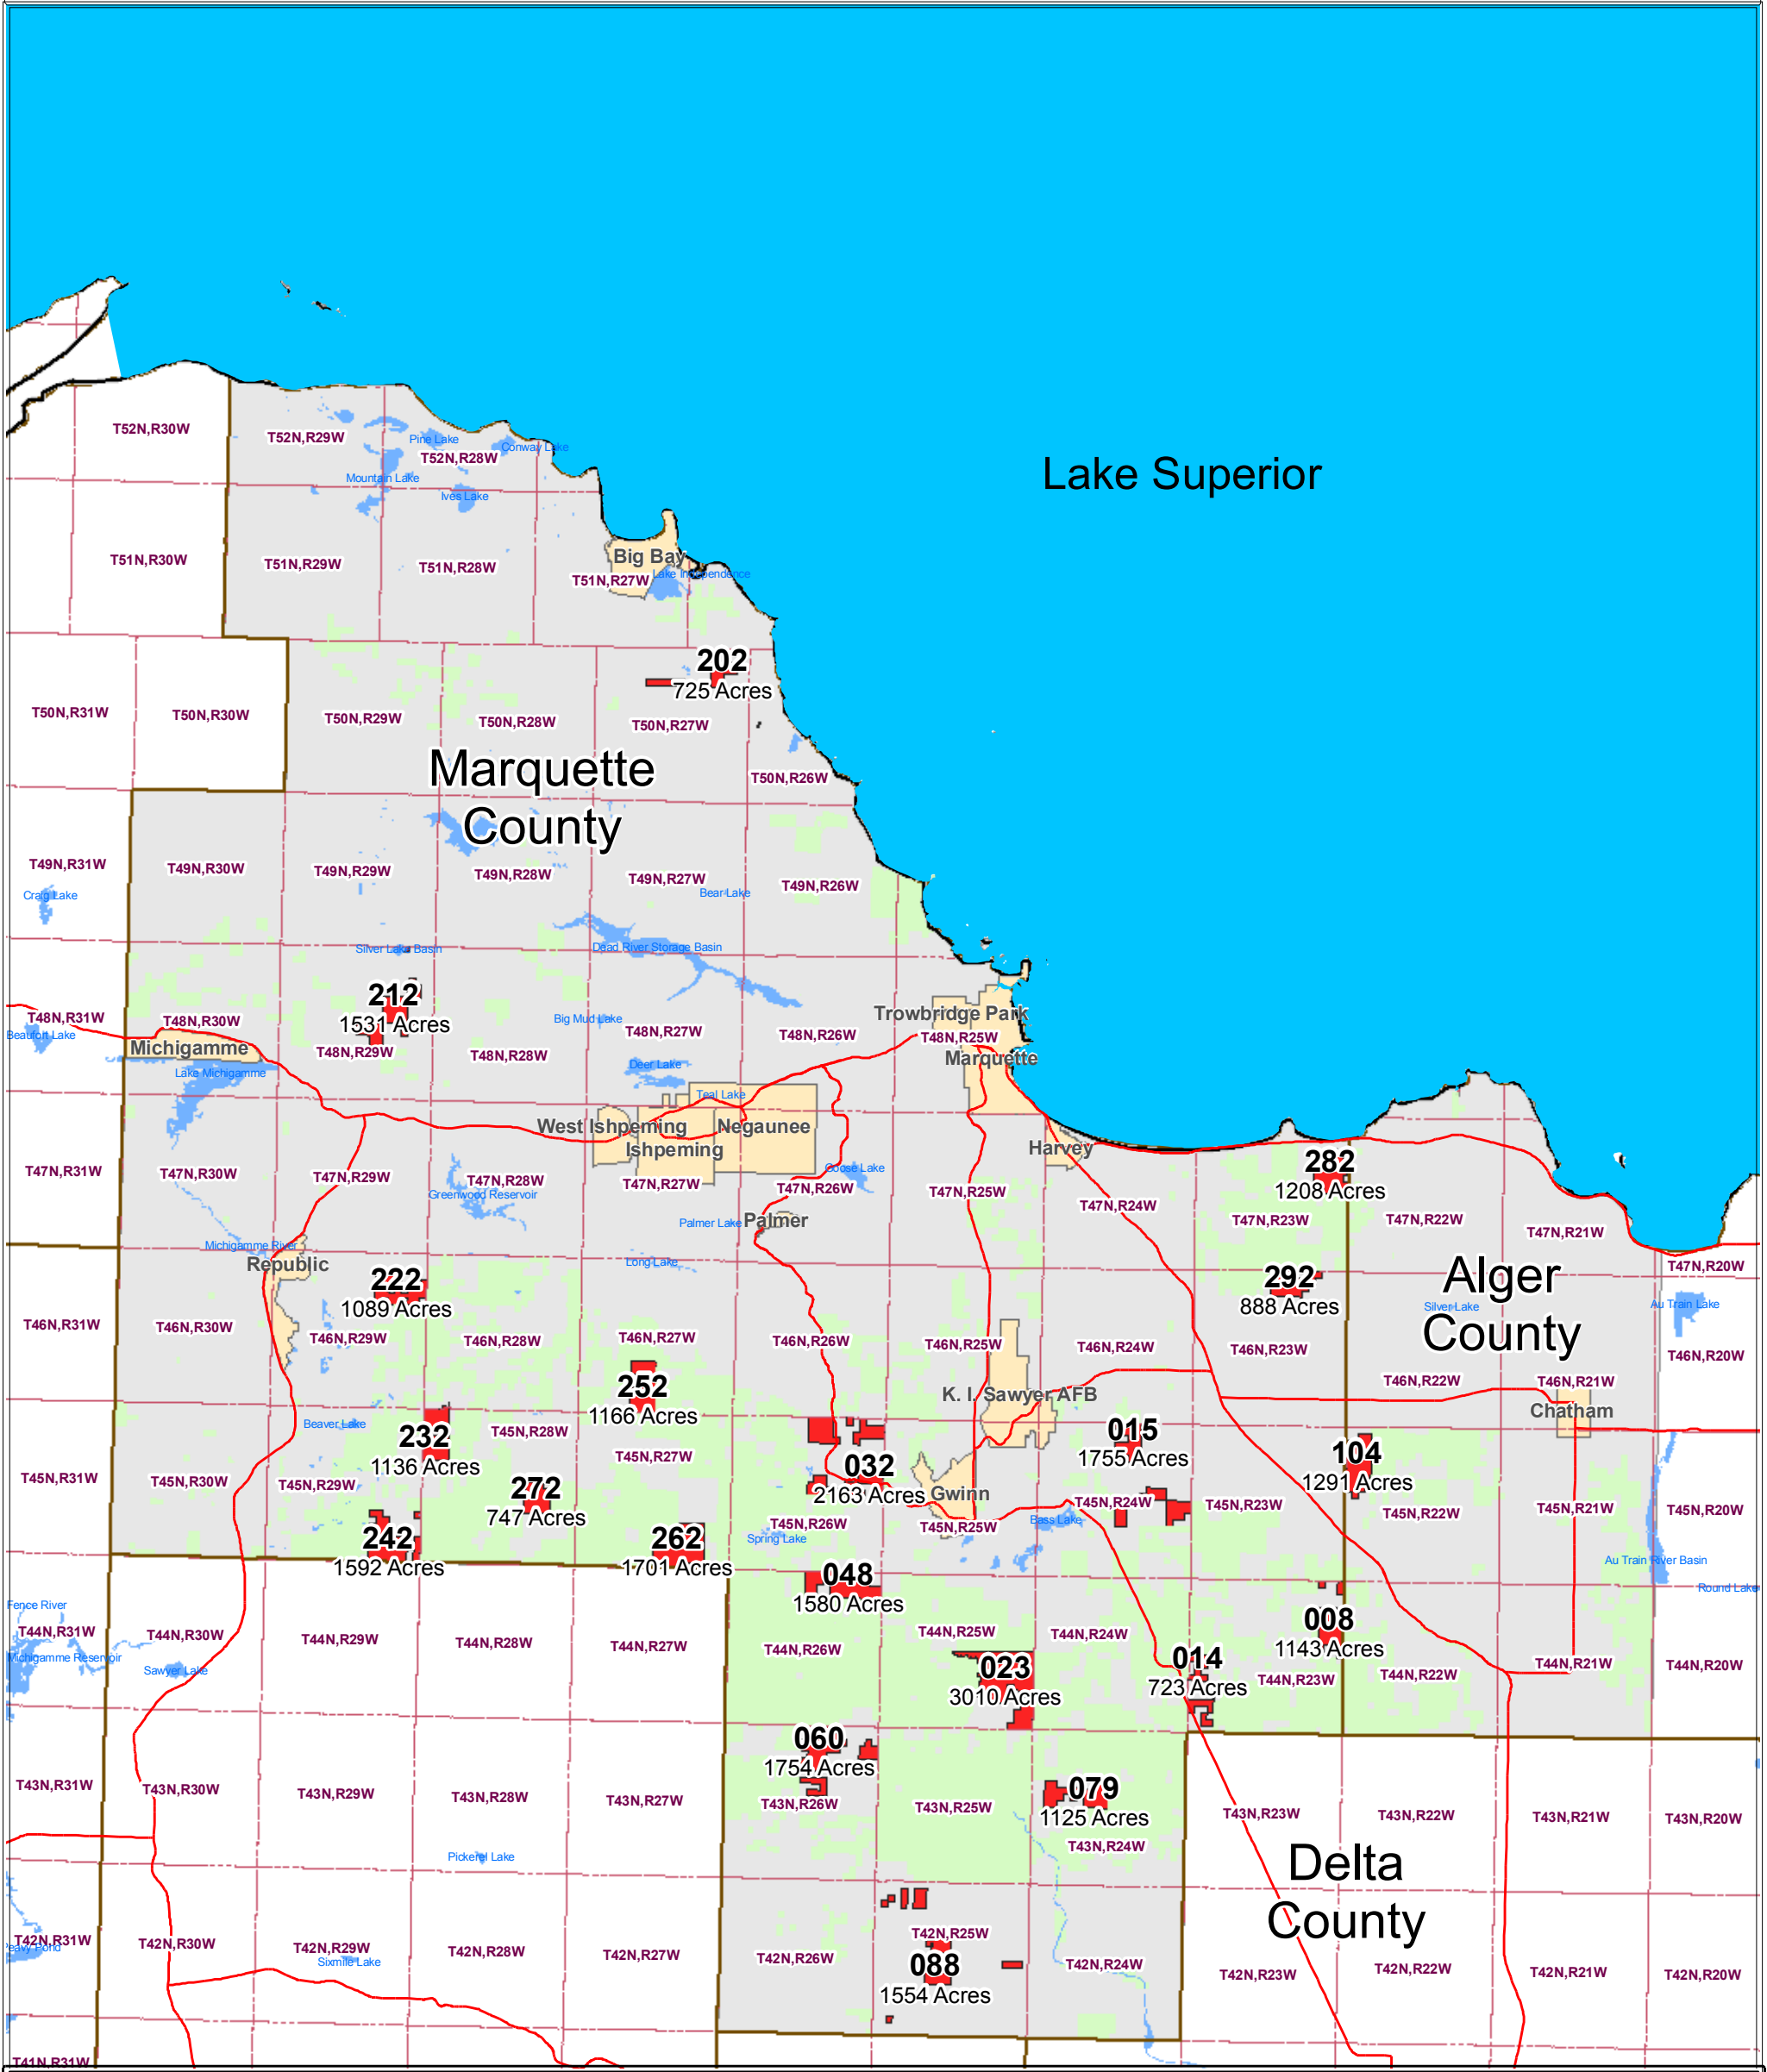 Lake Superior
T52N,R30W
T52N,R29W
Pine Lake
Conway Lake
T52N,R28W
Mountain Lake
Ives Lake
T51N,R30W
T51N,R29W
T51N,R28W
Big Bay
T51N,R27W
Lake Independence
202
725 Acres
T50N,R31W
T50N,R30W
T50N,R29W
T50N,R28W
T50N,R27W
Marquette
County
T50N,R26W
T49N,R31W
T49N,R30W
T49N,R29W
T49N,R28W
T49N,R27W
T49N,R26W
Craig Lake
Bear Lake
Silver Lake Basin
Dead River Storage Basin
212
1531 Acres
T48N,R31W
T48N,R30W
Big Mud Lake
T48N,R27W
T48N,R26W
Trowbridge Park
T48N,R25W
Beaufort Lake
Michigamme
T48N,R29W
T48N,R28W
Marquette
Lake Michigamme
Deer Lake
Teal Lake
West Ishpeming
Negaunee
Ishpeming
Harvey
T47N,R31W
T47N,R30W
T47N,R29W
T47N,R28W
T47N,R27W
Goose Lake
T47N,R26W
T47N,R25W
T47N,R24W
282
1208 Acres
T47N,R23W
T47N,R22W
T47N,R21W
Greenwood Reservoir
Palmer Lake
Palmer
Michigamme River
Republic
Long Lake
T47N,R20W
222
1089 Acres
292
888 Acres
Alger
County
Silver Lake
Au Train Lake
T46N,R31W
T46N,R30W
T46N,R29W
T46N,R28W
T46N,R27W
T46N,R26W
T46N,R25W
T46N,R24W
T46N,R23W
T46N,R20W
T46N,R22W
T46N,R21W
252
1166 Acres
K. I. Sawyer AFB
Chatham
Beaver Lake
232
1136 Acres
T45N,R28W
T45N,R27W
015
1755 Acres
104
1291 Acres
032
2163 Acres
T45N,R31W
T45N,R30W
T45N,R29W
272
747 Acres
Gwinn
T45N,R24W
T45N,R23W
T45N,R22W
T45N,R21W
T45N,R20W
242
1592 Acres
262
1701 Acres
T45N,R26W
Spring Lake
T45N,R25W
Bass Lake
Au Train River Basin
Round Lake
048
1580 Acres
Fence River
T44N,R31W
T44N,R30W
T44N,R29W
T44N,R28W
T44N,R27W
T44N,R26W
T44N,R25W
T44N,R24W
008
1143 Acres
Michigamme Reservoir
Sawyer Lake
023
3010 Acres
014
723 Acres
T44N,R23W
T44N,R22W
T44N,R21W
T44N,R20W
060
1754 Acres
T43N,R31W
T43N,R30W
T43N,R29W
T43N,R28W
T43N,R27W
T43N,R26W
T43N,R25W
079
1125 Acres
T43N,R24W
T43N,R23W
T43N,R22W
T43N,R21W
T43N,R20W
Pickerel Lake
Delta
County
T42N,R31W
Peavy Pond
T42N,R30W
T42N,R29W
Sixmile Lake
T42N,R28W
T42N,R27W
T42N,R26W
T42N,R25W
088
1554 Acres
T42N,R24W
T42N,R23W
T42N,R22W
T42N,R21W
T42N,R20W
T41N,R31W